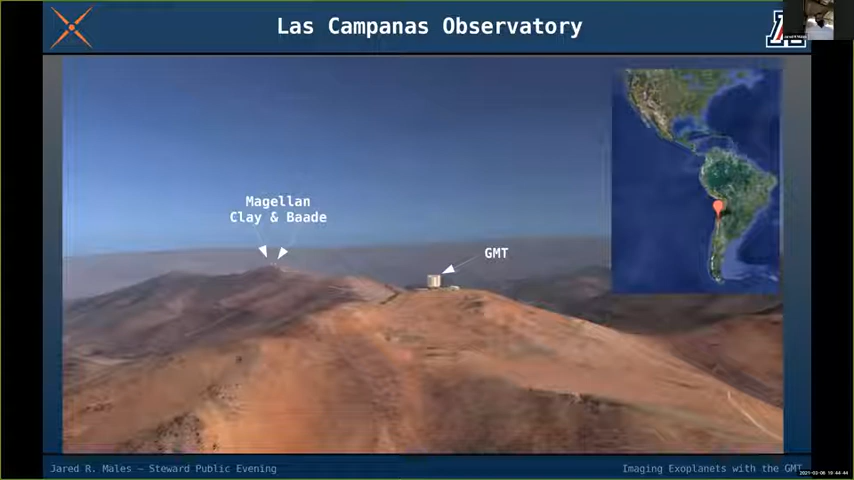 Las Campanas Observatory
Magellan
Clay & Baade
GMT
Jared R. Males – Steward Public Evening
Imaging Exoplanets with the GMT